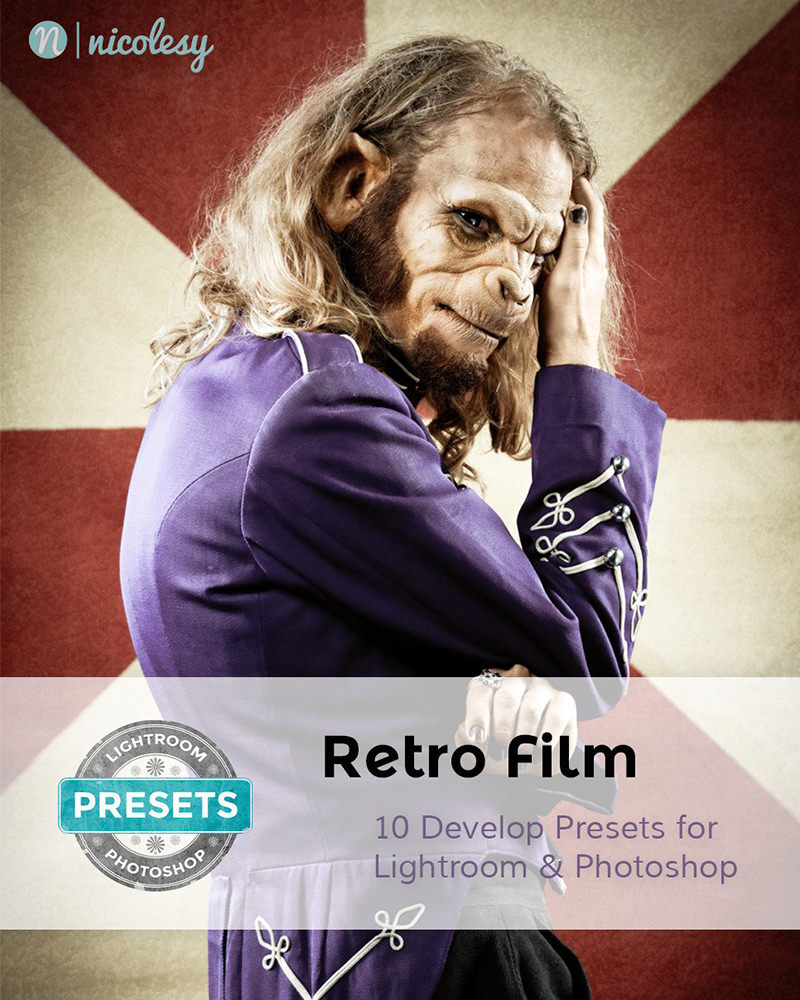 n | nicolesy
LIGHTROOM
PRESETS
PHOTOSHOP
Retro Film
10 Develop Presets for
Lightroom & Photoshop